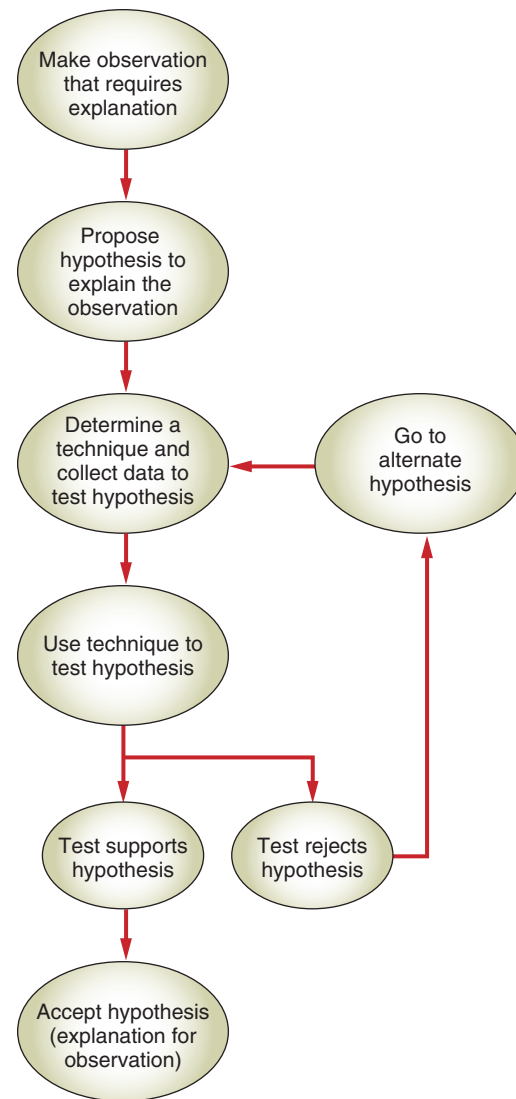 Make observation
that requires
explanation
Propose
hypothesis to
explain the
observation
Determine a
technique and
collect data to
test hypothesis
Go to
alternate
hypothesis
Use technique to
test hypothesis
Test supports
hypothesis
Test rejects
hypothesis
Accept hypothesis
(explanation for
observation)